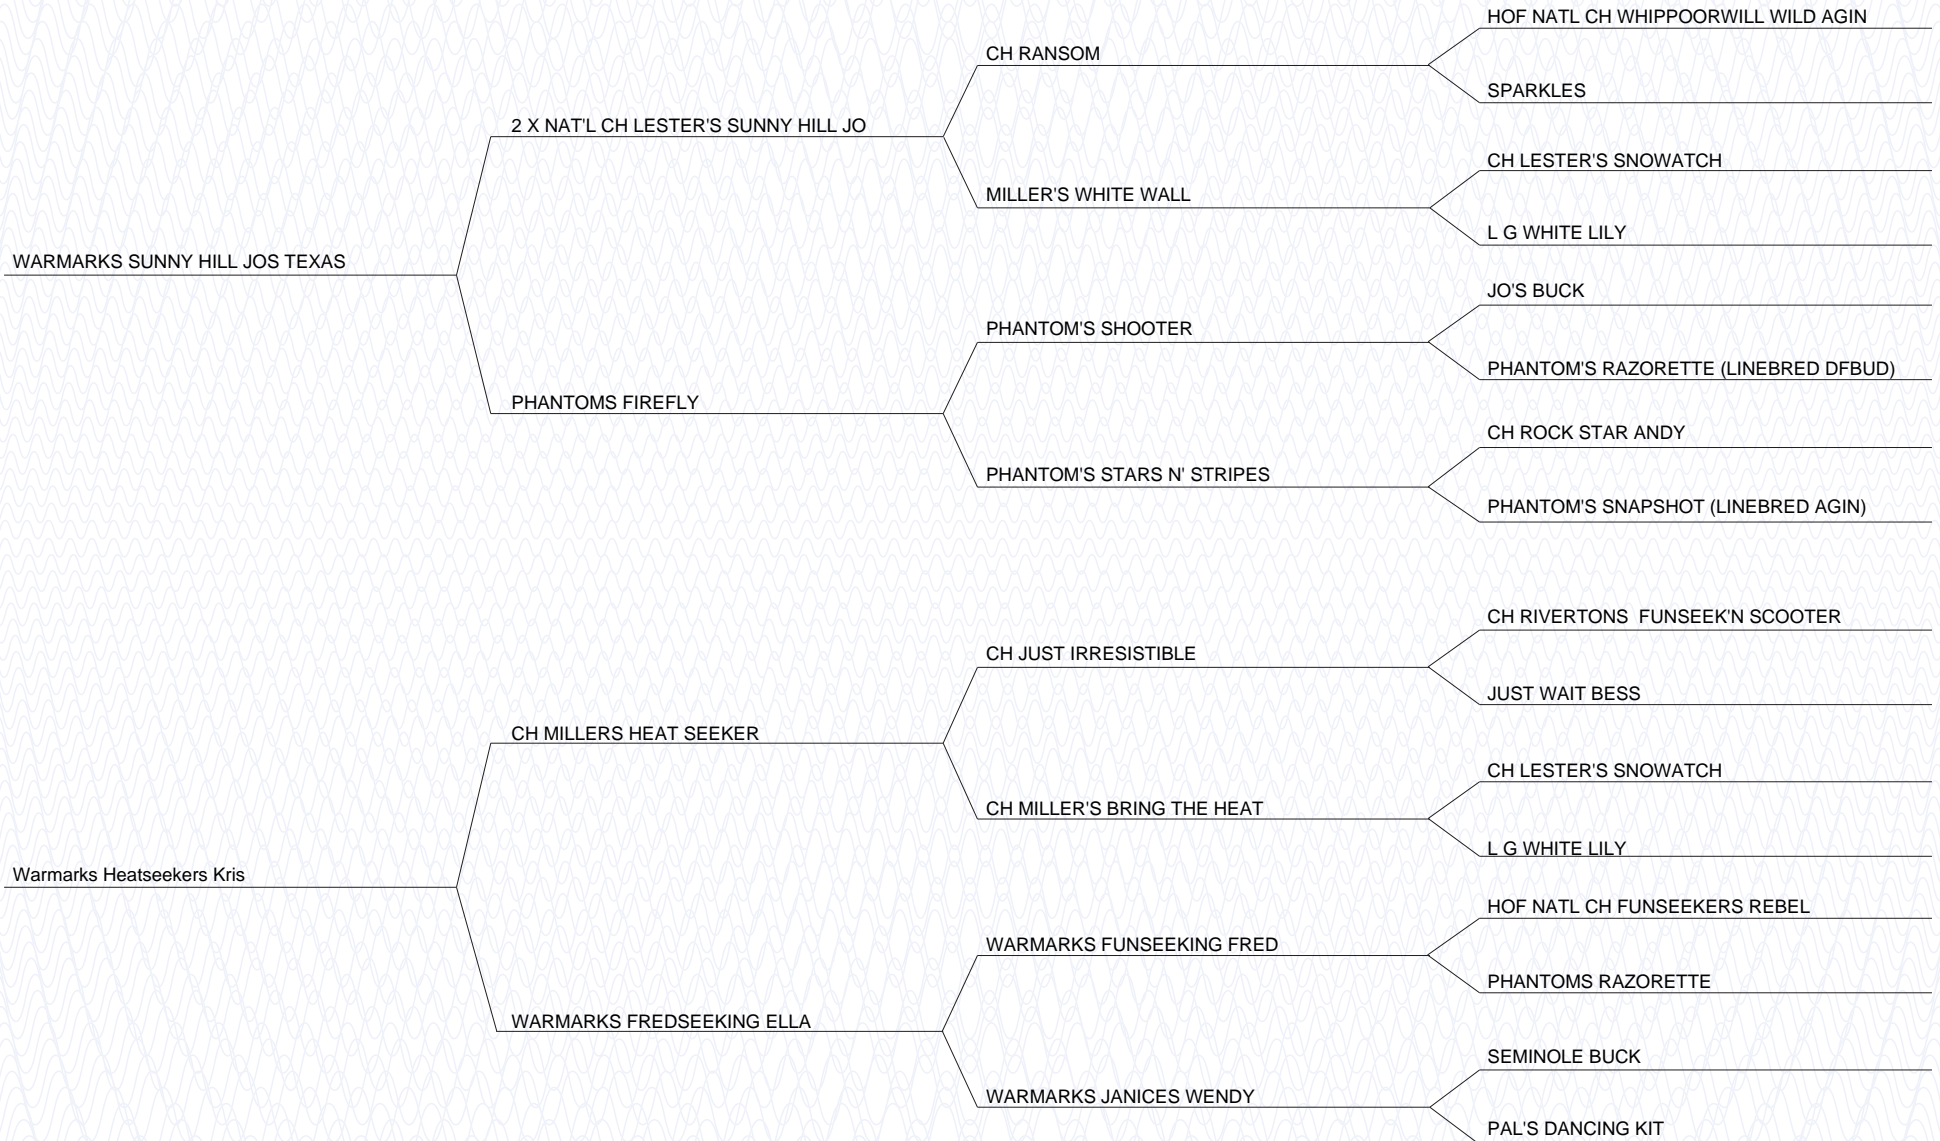 HOF NATL CH WHIPPOORWILL WILD AGIN
CH RANSOM
SPARKLES
2 X NAT'L CH LESTER'S SUNNY HILL JO
CH LESTER'S SNOWATCH
MILLER'S WHITE WALL
L G WHITE LILY
WARMARKS SUNNY HILL JOS TEXAS
JO'S BUCK
PHANTOM'S SHOOTER
PHANTOM'S RAZORETTE (LINEBRED DFBUD)
PHANTOMS FIREFLY
CH ROCK STAR ANDY
PHANTOM'S STARS N' STRIPES
PHANTOM'S SNAPSHOT (LINEBRED AGIN)
CH RIVERTONS  FUNSEEK'N SCOOTER
CH JUST IRRESISTIBLE
JUST WAIT BESS
CH MILLERS HEAT SEEKER
CH LESTER'S SNOWATCH
CH MILLER'S BRING THE HEAT
L G WHITE LILY
Warmarks Heatseekers Kris
HOF NATL CH FUNSEEKERS REBEL
WARMARKS FUNSEEKING FRED
PHANTOMS RAZORETTE
WARMARKS FREDSEEKING ELLA
SEMINOLE BUCK
WARMARKS JANICES WENDY
PAL'S DANCING KIT